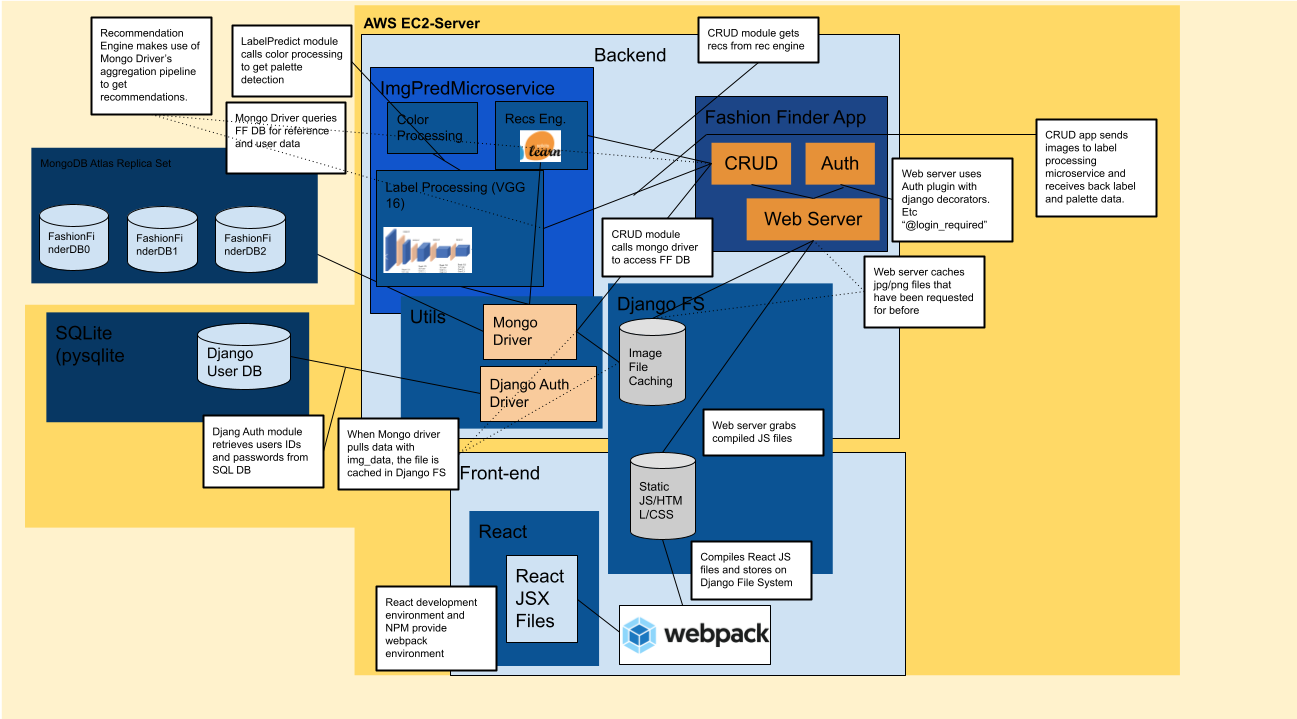 AWS EC2-Server
Recommendation
Engine makes use of
Mongo Driver's
aggregation pipeline
to get
recommendations.
LabelPredict module
calls color processing
to get palette
detection
CRUD module gets
recs from rec engine
Backend
ImgPredMicroservice
Color
Processing
Recs Eng.
learn
Fashion Finder App
CRUD
Auth
Web Server
Mongo Driver queries
FF DB for reference
and user data
CRUD app sends
images to label
processing
microservice and
receives back label
and palette data.
MongoDB Atlas Replica Set
FashionFi
nderDB0
FashionFi
nderDB1
FashionFi
nderDB2
Label Processing (VGG
16)
Web server uses
Auth plugin with
django decorators.
Etc
“@login_required”
CRUD module
calls mongo driver
to access FF DB
Web server caches
jpg/png files that
have been requested
for before
Utils
Mongo
Driver
Django Auth
Driver
Django FS
Image
File
Caching
SQLite
(pysqlite
Django
User DB
Djang Auth module
retrieves users IDs
and passwords from
SQL DB
When Mongo driver
pulls data with
img_data, the file is
cached in Django FS
Web server grabs
compiled JS files
Front-end
Static
JS/HTM
L/CSS
React
React
JSX
Files
Compiles React JS
files and stores on
Django File System
React development
environment and
NPM provide
webpack
environment
webpack